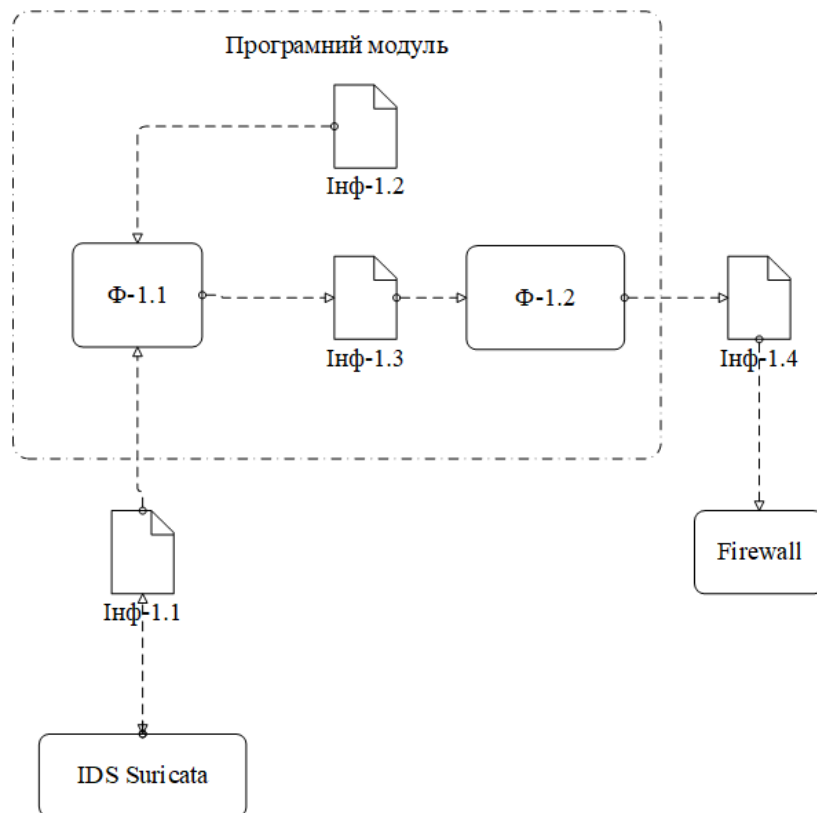 Програмний модуль
Інф-1.2
Ф-1.1
Інф-1.3
Ф-1.2
Інф-1.4
Інф-1.1
Firewall
IDS Suricata